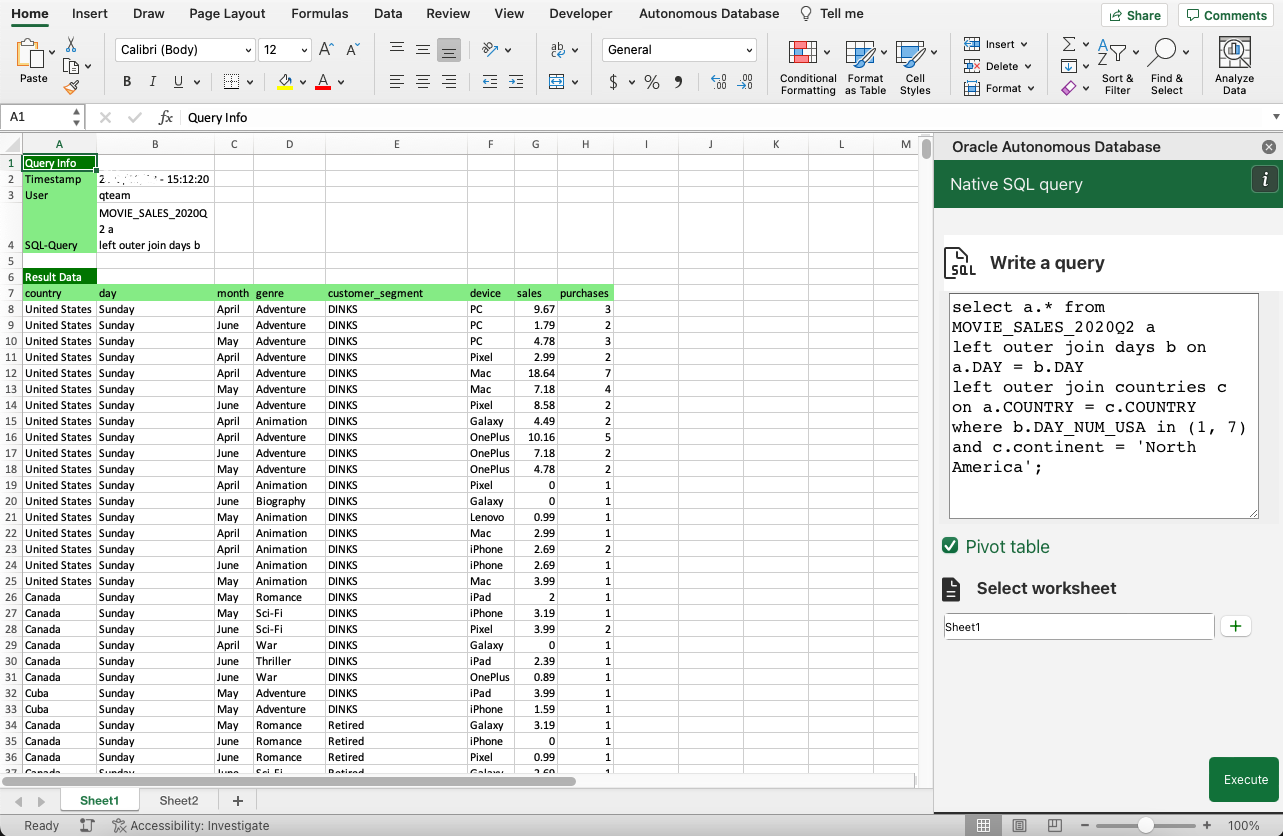 Home Insert Draw Page Layout Formulas Data Review View Developer Autonomous Database Tell me Share Comments
Paste Calibri (Body) 12 A A General Conditional Formatting Format as Table Cell Styles Insert Delete Format Sort & Filter Find & Select Analyze Data
B I U A $ %
A1 fx Query Info
A B C D E F G H I J K L M
1 Query Info
2 Timestamp - 15:12:20
3 User qteam
MOVIE_SALES_2020Q
2 a
4 SQL-Query left outer join days b
5
6 Result Data
7 country day month genre customer_segment device sales purchases
8 United States Sunday April Adventure DINKS PC 9.67 3
9 United States Sunday June Adventure DINKS PC 1.79 2
10 United States Sunday May Adventure DINKS PC 4.78 3
11 United States Sunday April Adventure DINKS Pixel 2.99 2
12 United States Sunday April Adventure DINKS Mac 18.64 7
13 United States Sunday May Adventure DINKS Mac 7.18 4
14 United States Sunday June Adventure DINKS Pixel 8.58 2
15 United States Sunday April Animation DINKS Galaxy 4.49 2
16 United States Sunday April Adventure DINKS OnePlus 10.16 5
17 United States Sunday June Adventure DINKS OnePlus 7.18 2
18 United States Sunday May Adventure DINKS OnePlus 4.78 2
19 United States Sunday April Animation DINKS Pixel 0 1
20 United States Sunday June Biography DINKS Galaxy 0 1
21 United States Sunday May Animation DINKS Lenovo 0.99 1
22 United States Sunday April Animation DINKS Mac 2.99 1
23 United States Sunday April Animation DINKS iPhone 2.69 2
24 United States Sunday June Animation DINKS iPhone 2.69 1
25 United States Sunday May Animation DINKS Mac 3.99 1
26 Canada Sunday May Romance DINKS iPad 2 1
27 Canada Sunday May Sci-Fi DINKS iPhone 3.19 1
28 Canada Sunday June Sci-Fi DINKS Pixel 3.99 2
29 Canada Sunday April War DINKS Galaxy 0 1
30 Canada Sunday June Thriller DINKS iPad 2.39 1
31 Canada Sunday June War DINKS OnePlus 0.89 1
32 Cuba Sunday May Adventure DINKS iPad 3.99 1
33 Cuba Sunday May Adventure DINKS iPhone 1.59 1
34 Canada Sunday May Romance Retired Galaxy 3.19 1
35 Canada Sunday June Romance Retired iPhone 0 1
36 Canada Sunday June Romance Retired Pixel 0.99 1
37 Canada Sunday June Sci-Fi Retired Galaxy 2.69 1
Sheet1 Sheet2 +
Ready Accessibility: Investigate 100%
Oracle Autonomous Database
Native SQL query i
SQL Write a query
select a.* from
MOVIE_SALES_2020Q2 a
left outer join days b on
a.DAY = b.DAY
left outer join countries c
on a.COUNTRY = c.COUNTRY
where b.DAY_NUM_USA in (1, 7)
and c.continent = 'North
America';
Pivot table
Select worksheet
Sheet1 +
Execute